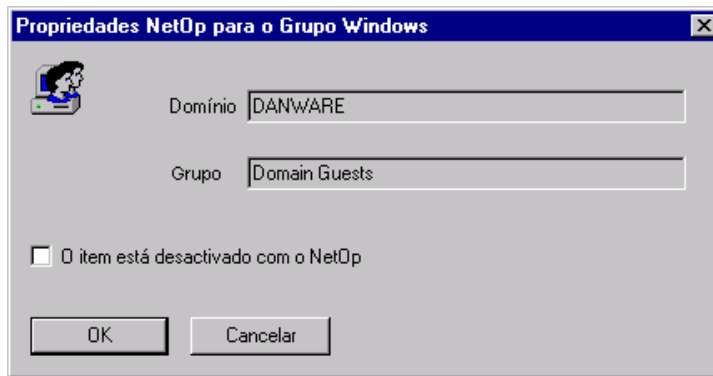 Propriedades NetOp para o Grupo Windows
Domínio DANWARE
Grupo Domain Guests
O item está desactivado com o NetOp
OK Cancelar